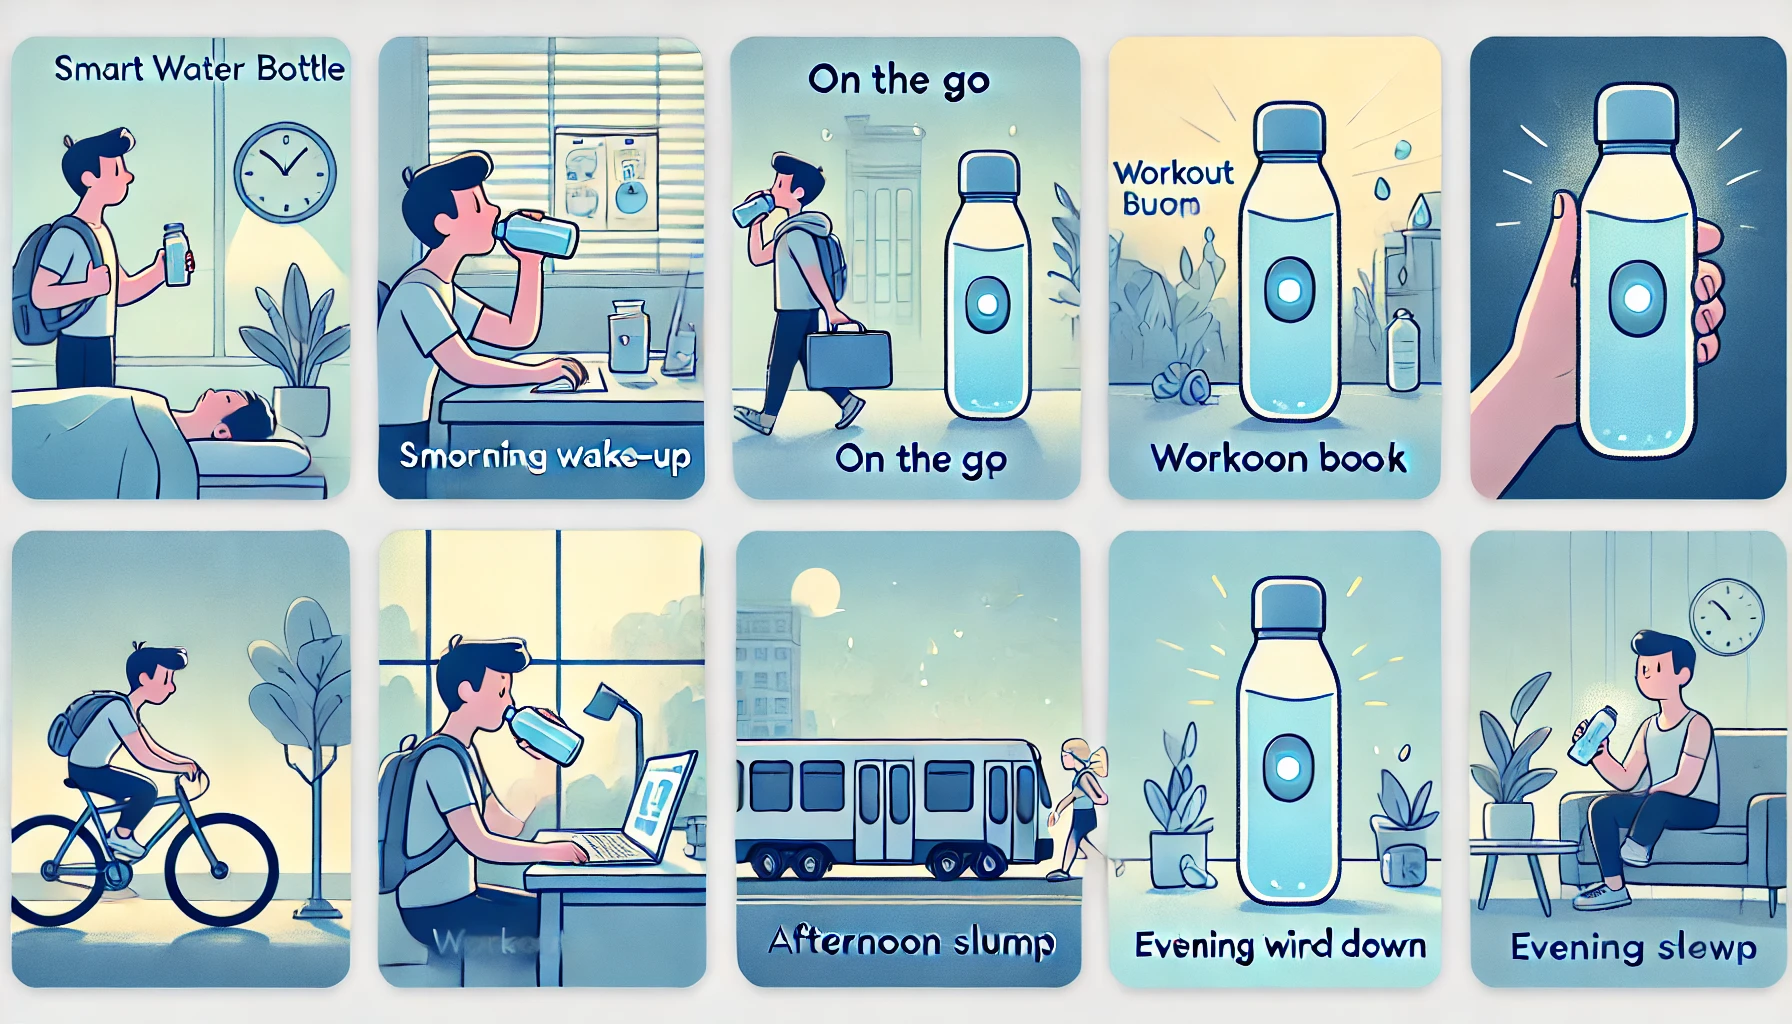 Smart Water Bottle
Smorning wake-up
On the go
On the go
Workout
Buom
Workoon book
Afternoon slump
Evening wird down
Evening slewp